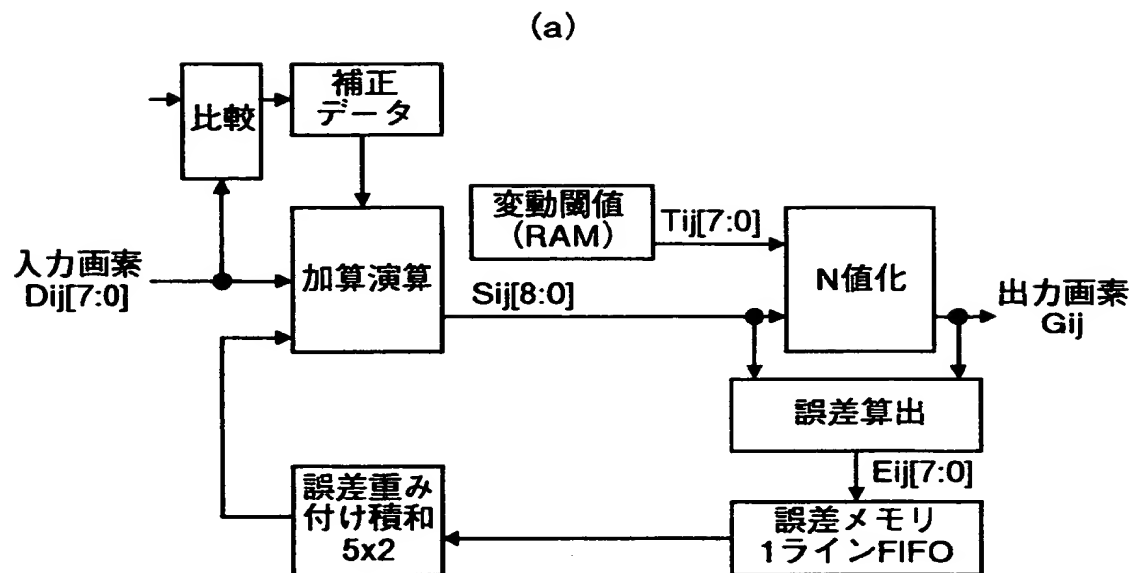 (a)
比較
補正
データ
変動閾値
(RAM)
Tij[7:0]
入力画素
Dij[7:0]
加算演算
Sij[8:0]
N値化
出力画素
Gij
誤差算出
Eij[7:0]
誤差重み
付け積和
5x2
誤差メモリ
1ラインFIFO